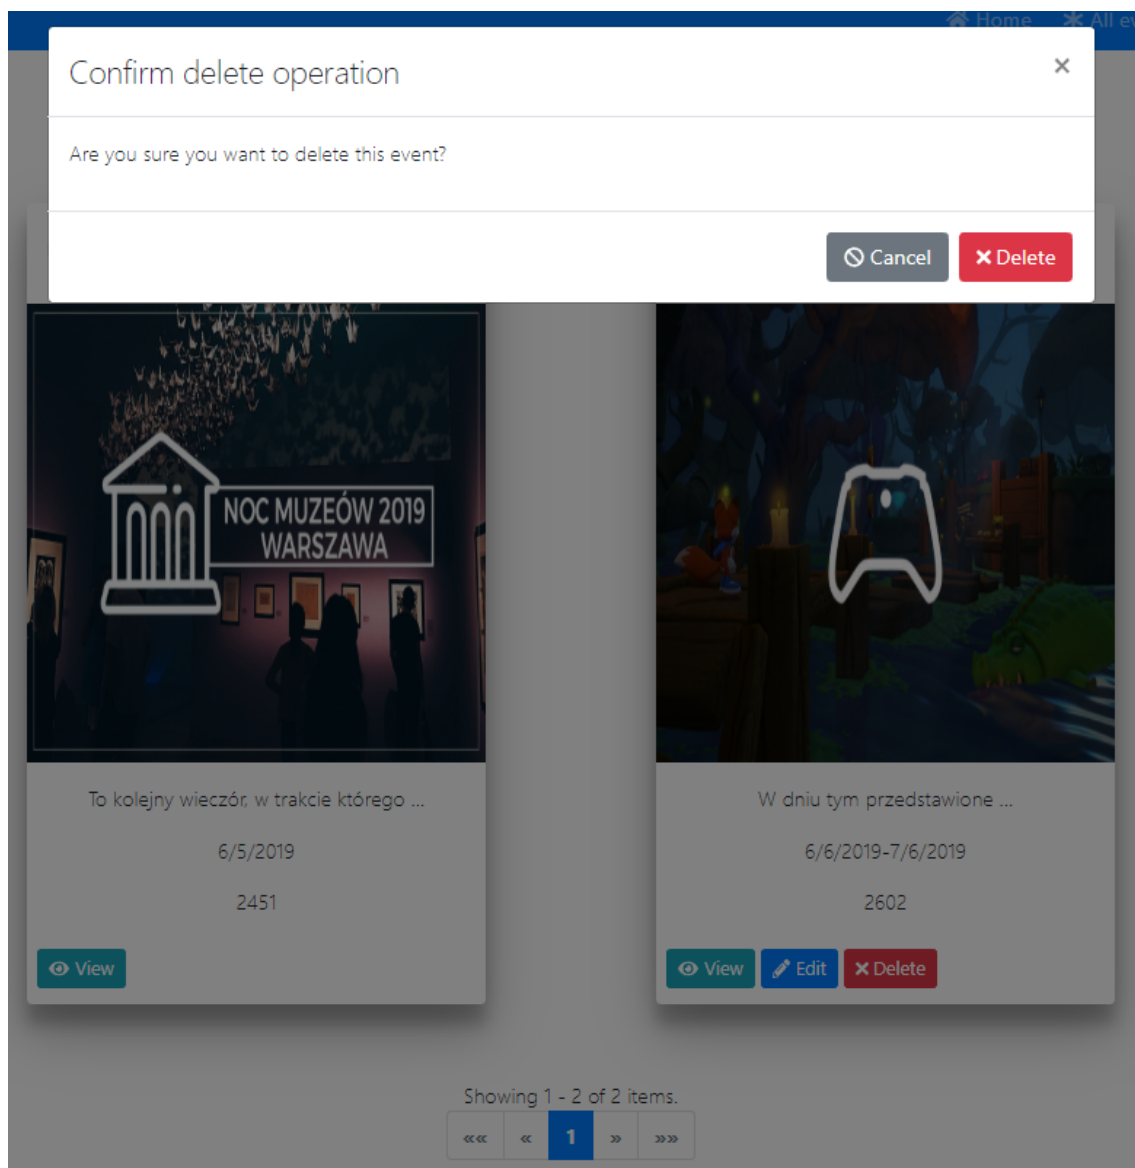 Home All ev
Confirm delete operation ×
Are you sure you want to delete this event?
Cancel Delete
NOC MUZEÓW 2019
WARSZAWA
To kolejny wieczór, w trakcie którego ...
6/5/2019
2451
View
W dniu tym przedstawione ...
6/6/2019-7/6/2019
2602
View Edit Delete
Showing 1 - 2 of 2 items.
«« « 1 » »»